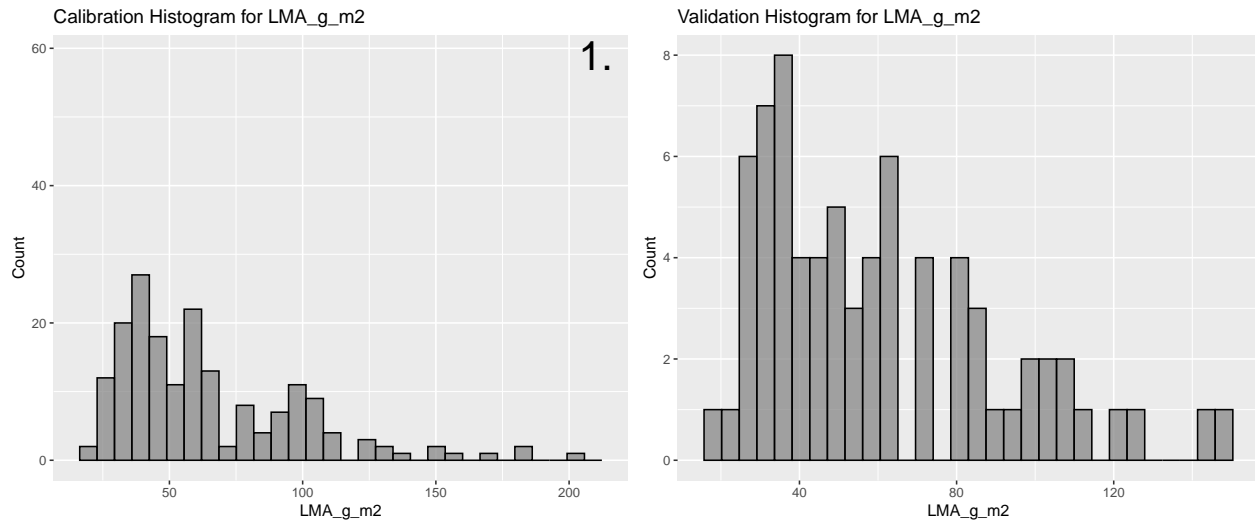 Calibration Histogram for LMA_g_m2
1.
60
40
20
0
Count
50 100 150 200
LMA_g_m2
Validation Histogram for LMA_g_m2
8
6
4
2
0
Count
40 80 120
LMA_g_m2